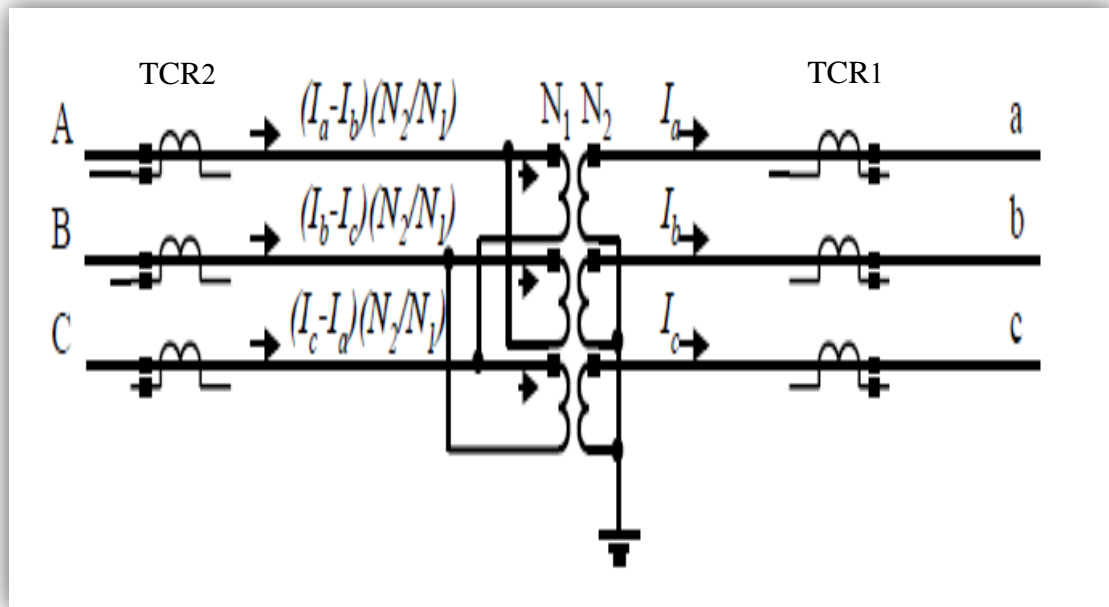 TCR2 TCR1
A (Ia-Ib)(N2/N1) N1 N2 Ia a
B (Ib-Ic)(N2/N1) Ib b
C (Ic-Ia)(N2/N1) Ic c